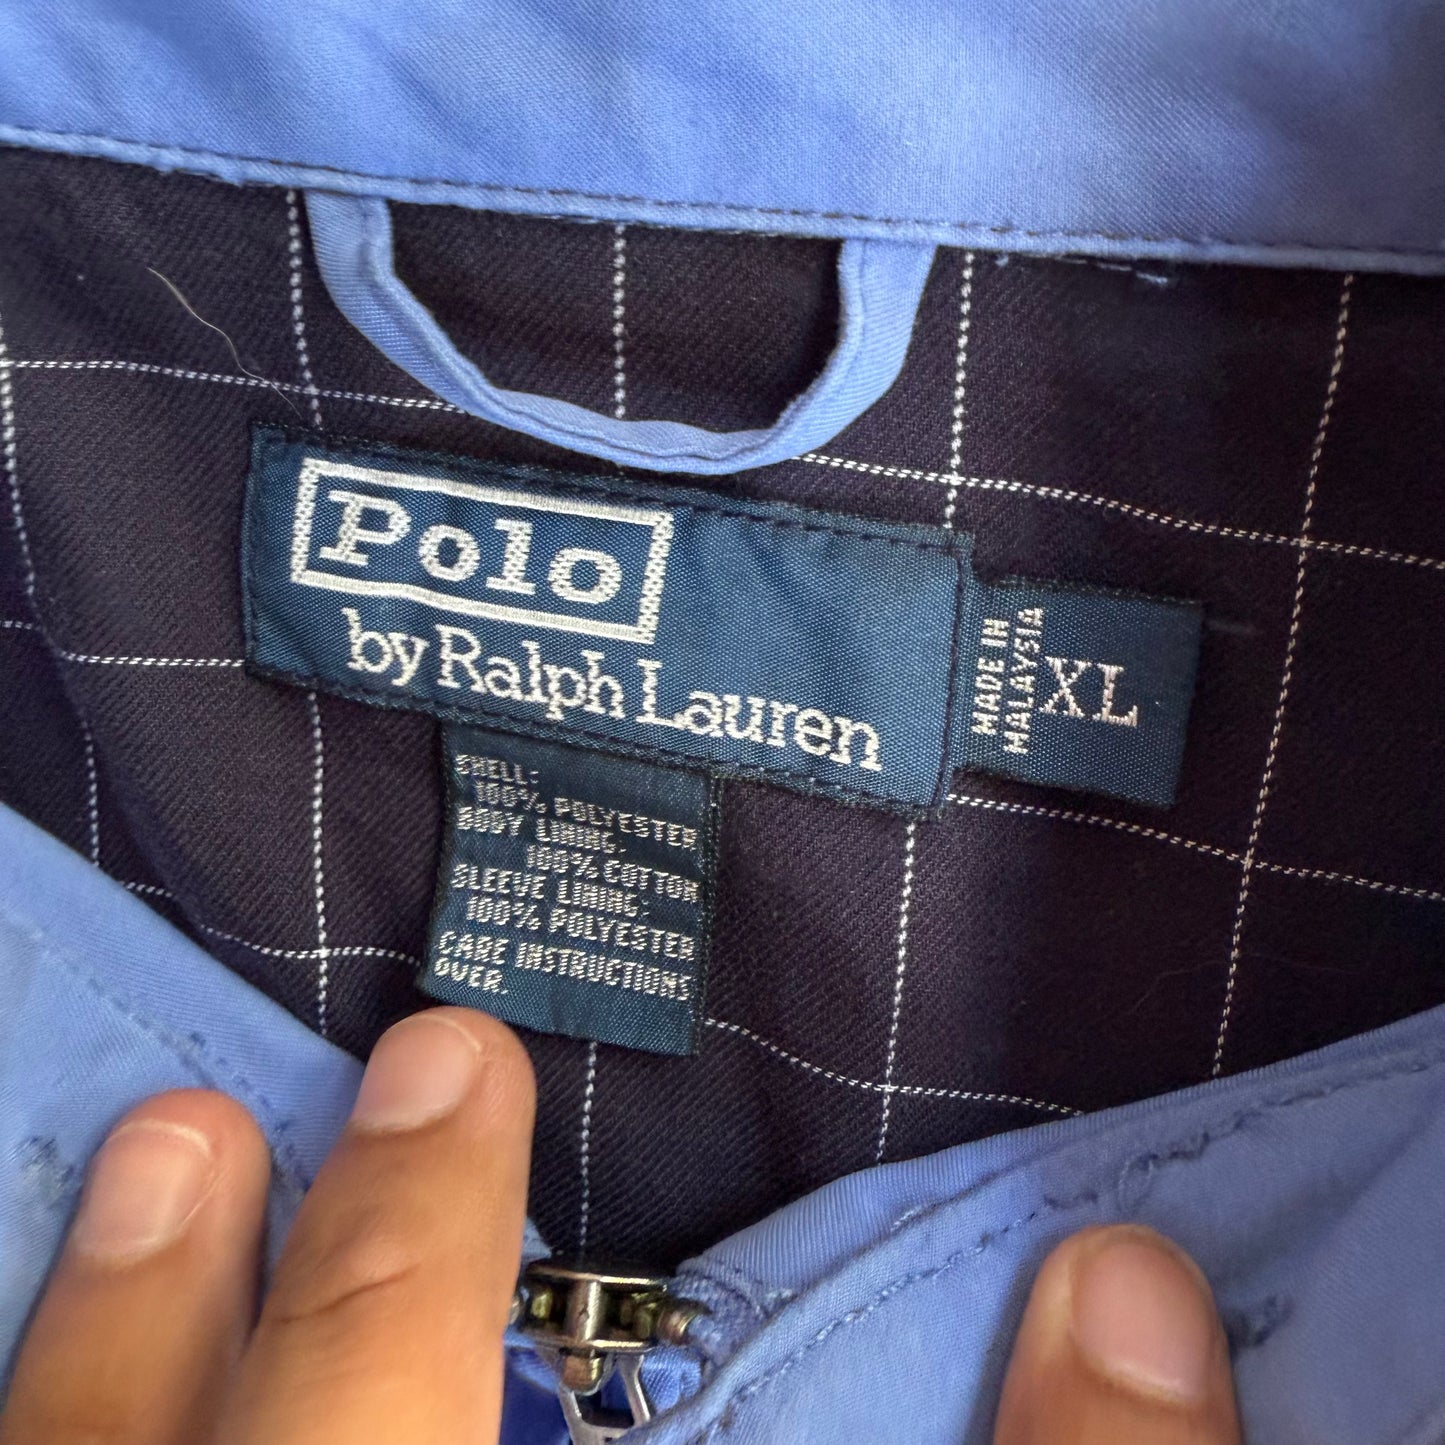 Polo
by Ralph Lauren
MADE IN
MALAYSIA
XL
SHELL:
100% POLYESTER
BODY LINING:
100% COTTON
SLEEVE LINING:
100% POLYESTER
CARE INSTRUCTIONS
OVER.